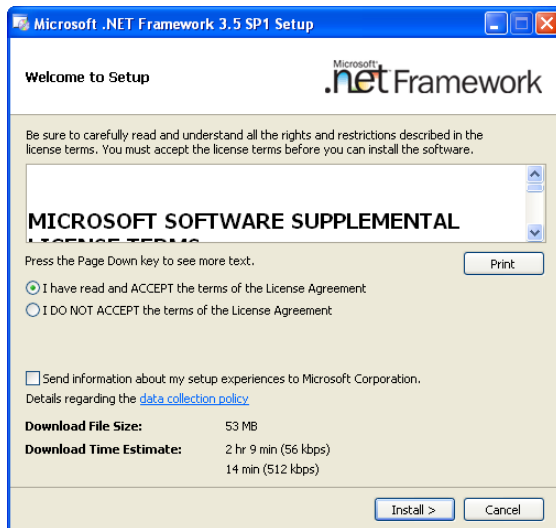 Microsoft .NET Framework 3.5 SP1 Setup
Welcome to Setup
Microsoft
.net Framework
Be sure to carefully read and understand all the rights and restrictions described in the
license terms. You must accept the license terms before you can install the software.
MICROSOFT SOFTWARE SUPPLEMENTAL
LICENSE TERMS
Press the Page Down key to see more text.
Print
I have read and ACCEPT the terms of the License Agreement
I DO NOT ACCEPT the terms of the License Agreement
Send information about my setup experiences to Microsoft Corporation.
Details regarding the data collection policy
Download File Size: 53 MB
Download Time Estimate: 2 hr 9 min (56 kbps)
14 min (512 kbps)
Install >
Cancel